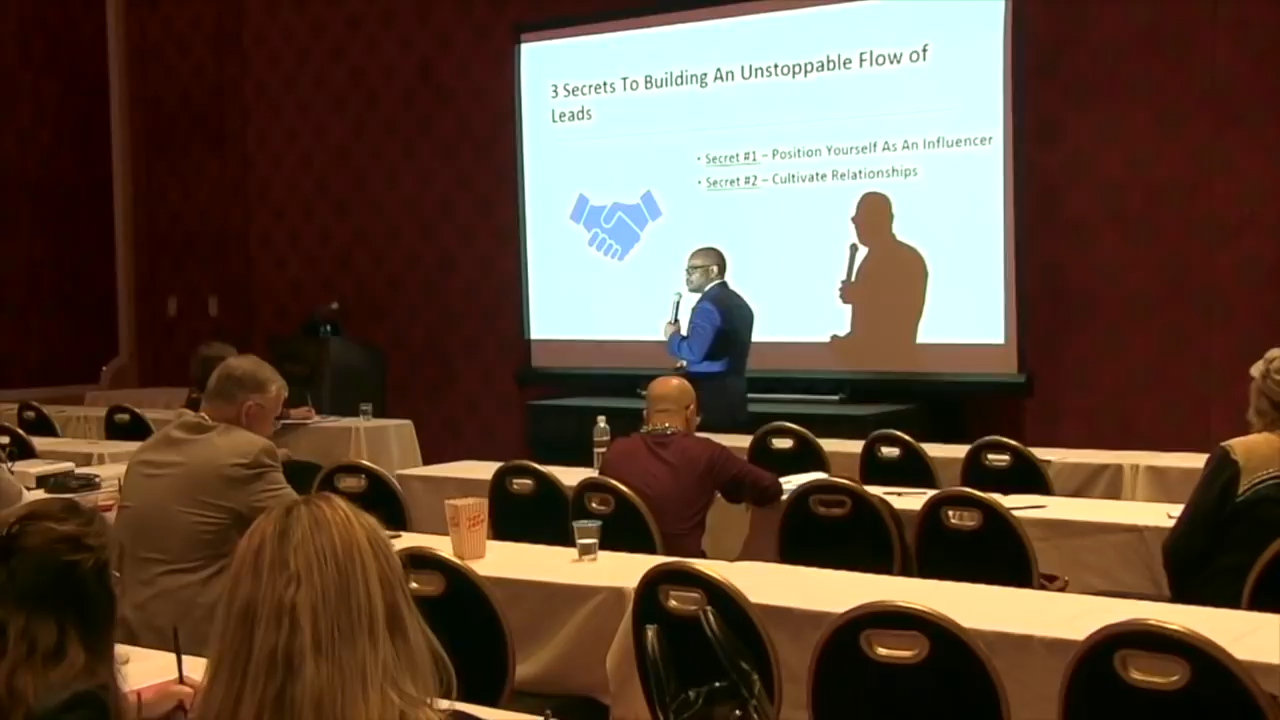 3 Secrets To Building An Unstoppable Flow of
Leads
• Secret #1 – Position Yourself As An Influencer
• Secret #2 – Cultivate Relationships